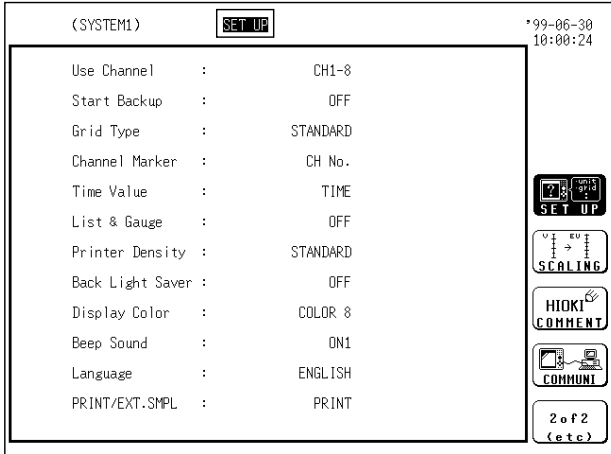 (SYSTEM1) SET UP '99-06-30
10:00:24
Use Channel : CH1-8
Start Backup : OFF
Grid Type : STANDARD
Channel Marker : CH No.
Time Value : TIME
List & Gauge : OFF
Printer Density : STANDARD
Back Light Saver : OFF
Display Color : COLOR 8
Beep Sound : ON1
Language : ENGLISH
PRINT/EXT.SMPL : PRINT
? ·unit
·grid
:
SET UP
V EU
→
SCALING
HIOKI
COMMENT
COMMUNI
2of2
(etc)